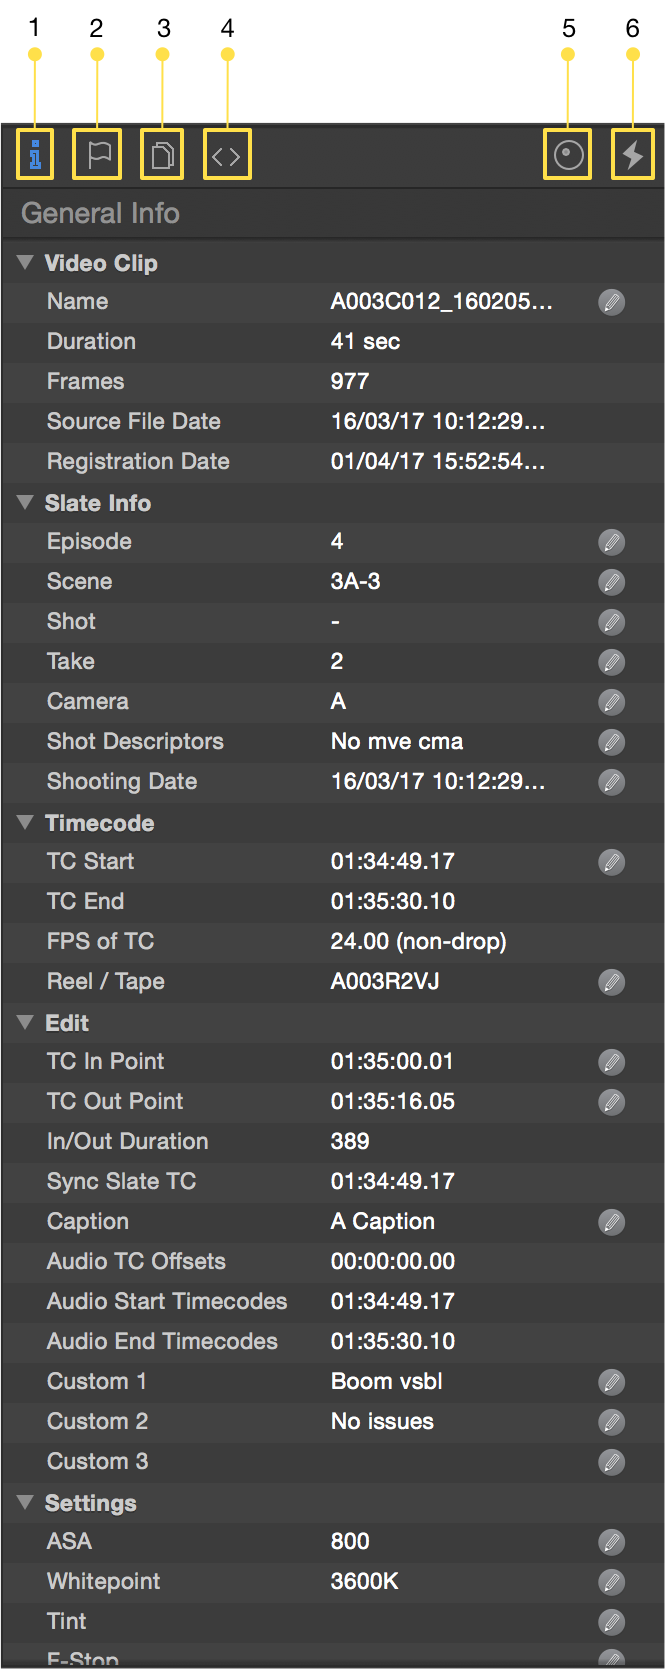 1 2 3 4 5 6
General Info
Video Clip
Name A003C012_160205...
Duration 41 sec
Frames 977
Source File Date 16/03/17 10:12:29...
Registration Date 01/04/17 15:52:54...
Slate Info
Episode 4
Scene 3A-3
Shot -
Take 2
Camera A
Shot Descriptors No mve cma
Shooting Date 16/03/17 10:12:29...
Timecode
TC Start 01:34:49.17
TC End 01:35:30.10
FPS of TC 24.00 (non-drop)
Reel / Tape A003R2VJ
Edit
TC In Point 01:35:00.01
TC Out Point 01:35:16.05
In/Out Duration 389
Sync Slate TC 01:34:49.17
Caption A Caption
Audio TC Offsets 00:00:00.00
Audio Start Timecodes 01:34:49.17
Audio End Timecodes 01:35:30.10
Custom 1 Boom vsbl
Custom 2 No issues
Custom 3
Settings
ASA 800
Whitepoint 3600K
Tint
F-Stop